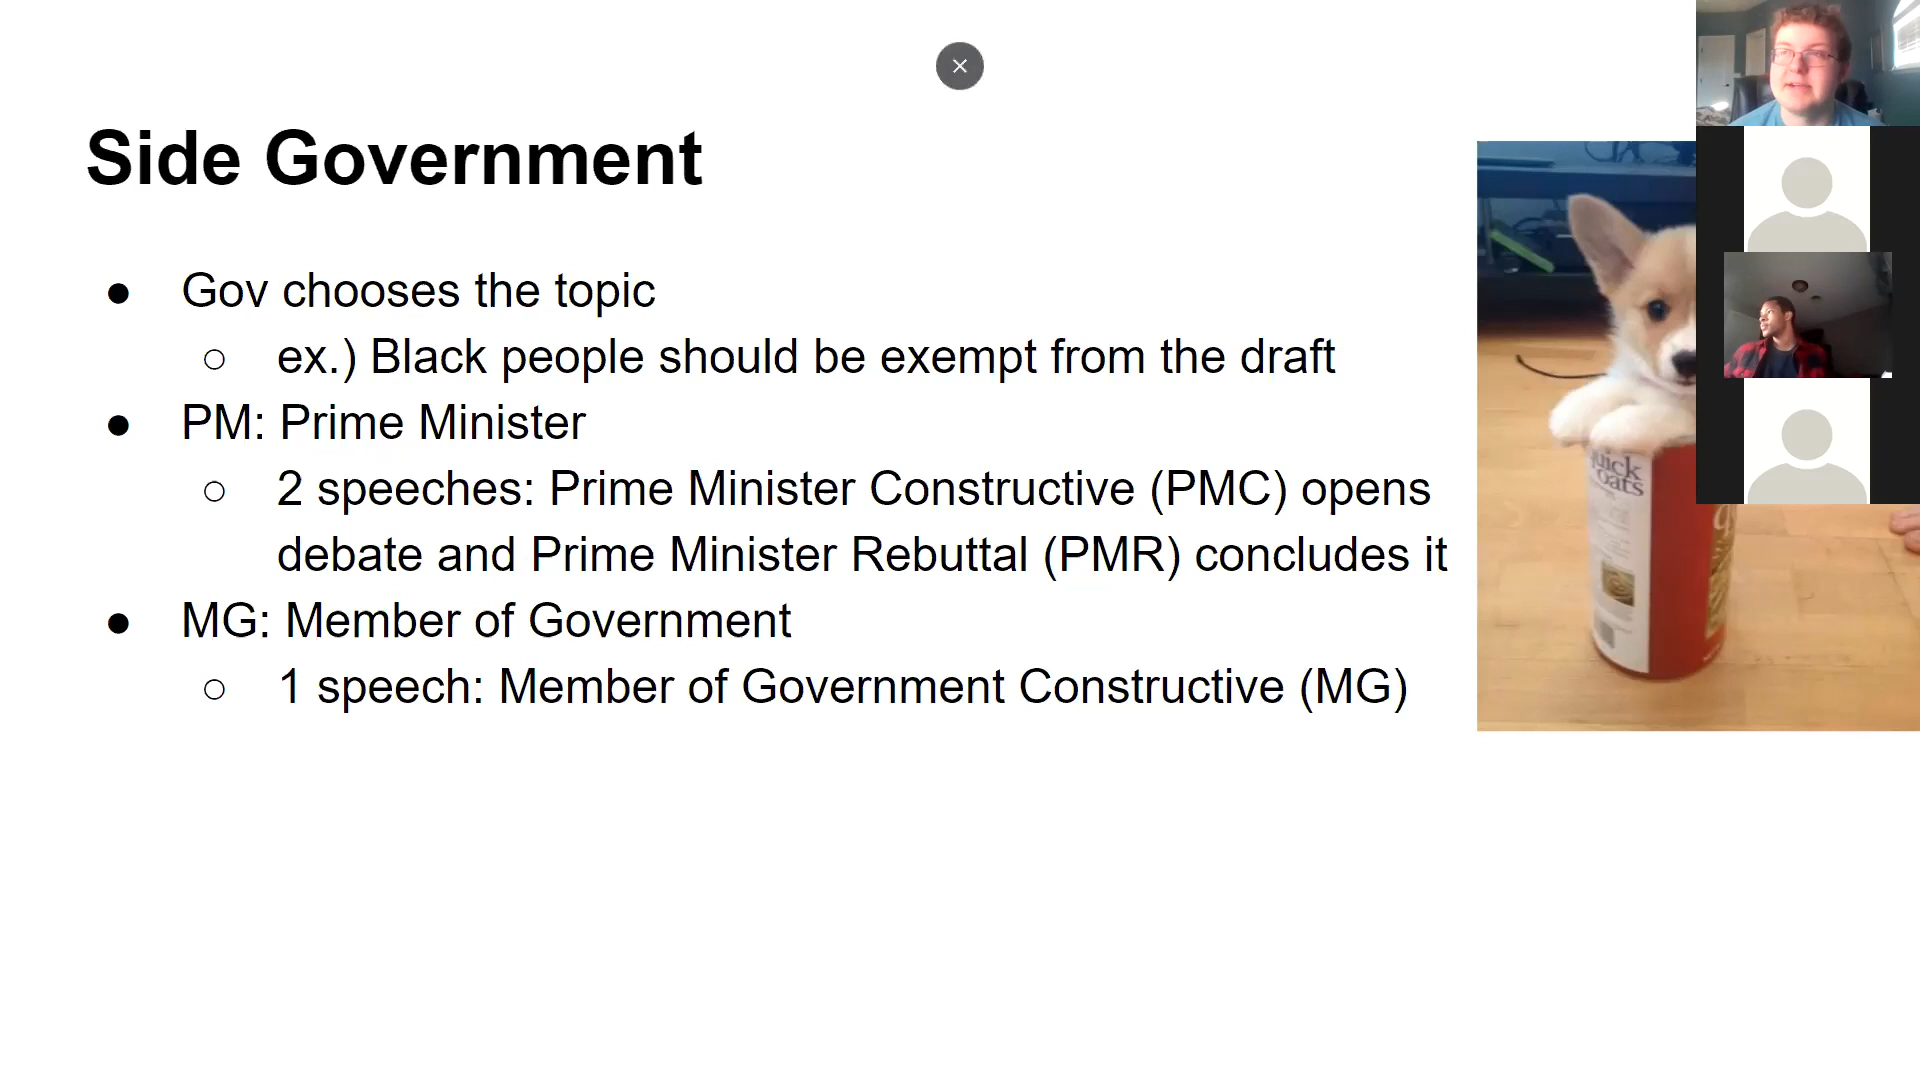 Side Government
● Gov chooses the topic
○ ex.) Black people should be exempt from the draft
● PM: Prime Minister
○ 2 speeches: Prime Minister Constructive (PMC) opens
debate and Prime Minister Rebuttal (PMR) concludes it
● MG: Member of Government
○ 1 speech: Member of Government Constructive (MG)
uick
oats